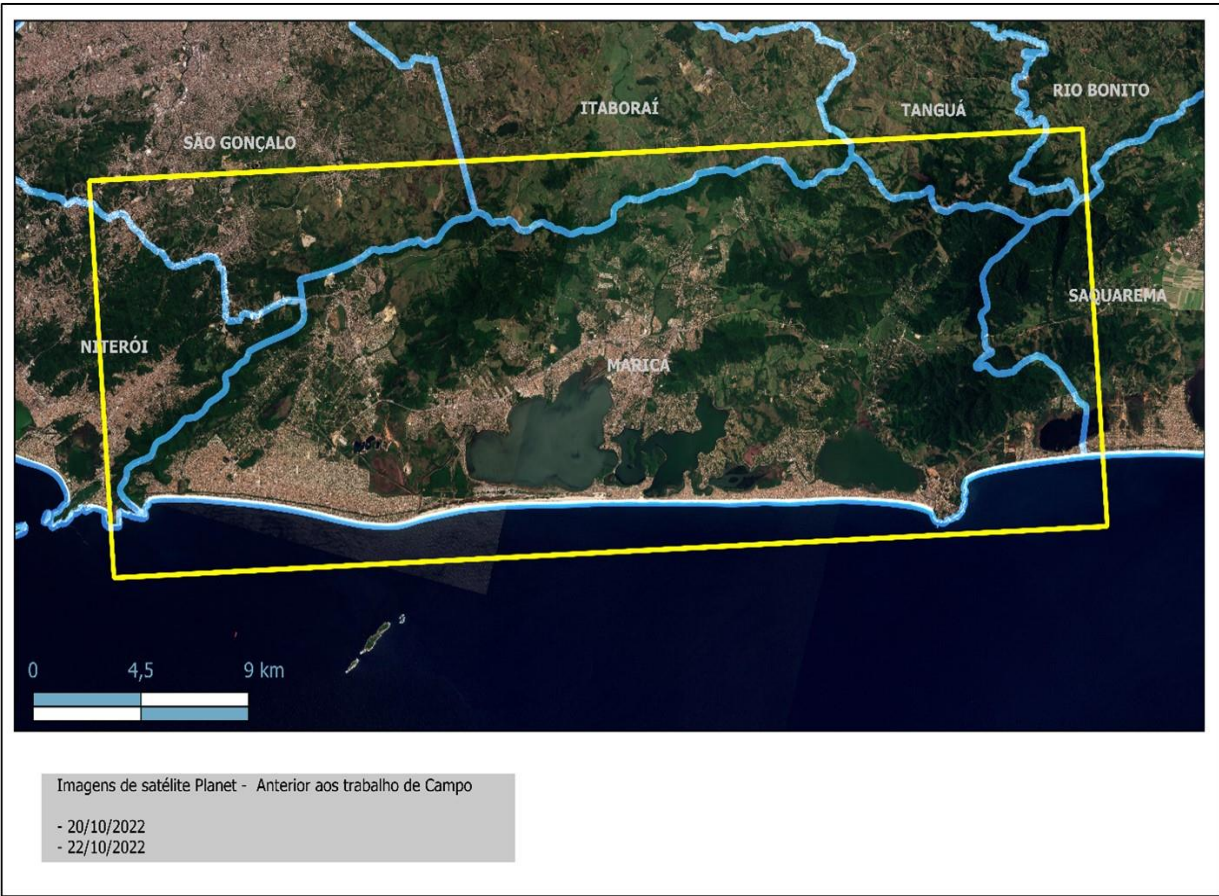 RIO BONITO
ITABORAÍ
TANGUÁ
SÃO GONÇALO
SAQUAREMA
NITERÓI
MARICÁ
0 4,5 9 km
Imagens de satélite Planet - Anterior aos trabalho de Campo
- 20/10/2022
- 22/10/2022